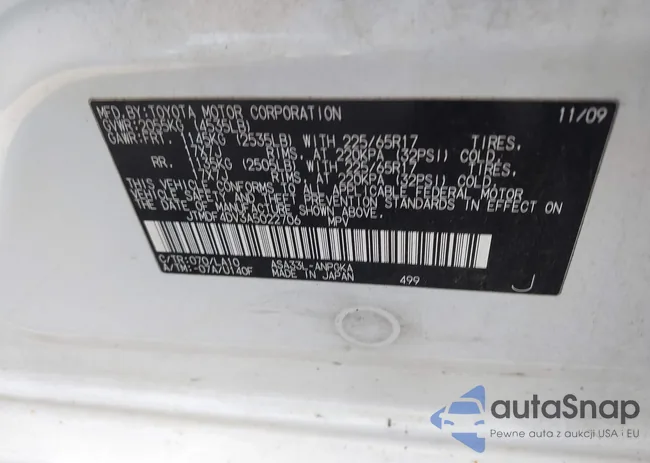 MFD.BY:TOYOTA MOTOR CORPORATION 11/09
GVWR:2055KG (4535LB)
GAWR:FRT. 1145KG (2535LB) WITH 225/65R17 TIRES,
17X7J RIMS, AT 220KPA (32PSI) COLD.
RR. 1135KG (2505LB) WITH 225/65R17 TIRES,
17X7J RIMS, AT 220KPA (32PSI) COLD.
THIS VEHICLE CONFORMS TO ALL APPLICABLE FEDERAL MOTOR
VEHICLE SAFETY AND THEFT PREVENTION STANDARDS IN EFFECT ON
THE DATE OF MANUFACTURE SHOWN ABOVE.
JTMDF4DV3A5022706 MPV
C/TR:070/LA10 ASA33L-ANPGKA
A/TM:-07A/U140F MADE IN JAPAN 499 J
autaSnap
Pewne auta z aukcji USA i EU